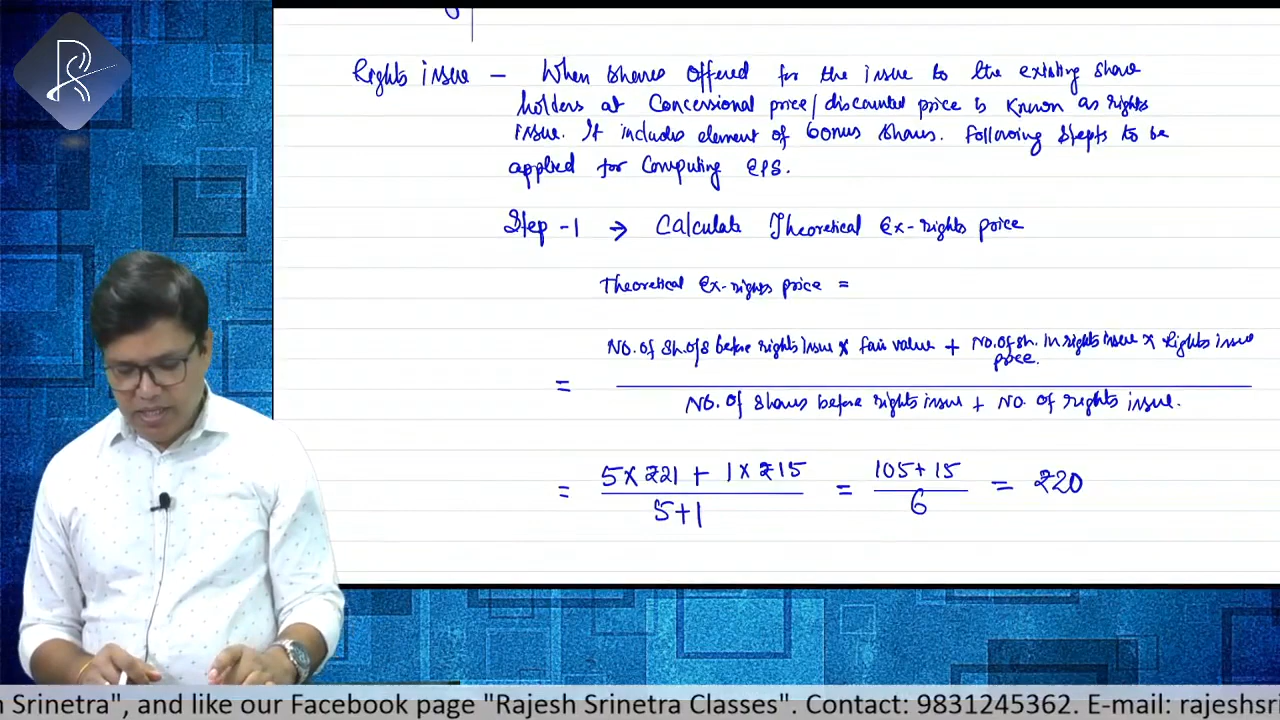 Rights issue — When shares offered for the issue to the existing share
holders at Concessional price/discounted price is known as rights
issue. It includes element of bonus shares. Following Stepts to be
applied for Computing EPS.
Step -1 → Calculate Theoretical Ex-rights price
Theoretical Ex-rights price =
= No. of sh. o/s before rights issue x fair value + No. of sh. in rights issue x Rights issue
price.
No. of shares before rights issue + No. of rights issue.
= 5 x ₹21 + 1 x ₹15 = 105 + 15 = ₹20
5+1 6
RS
Srinetra", and like our Facebook page "Rajesh Srinetra Classes". Contact: 9831245362. E-mail: rajeshsri